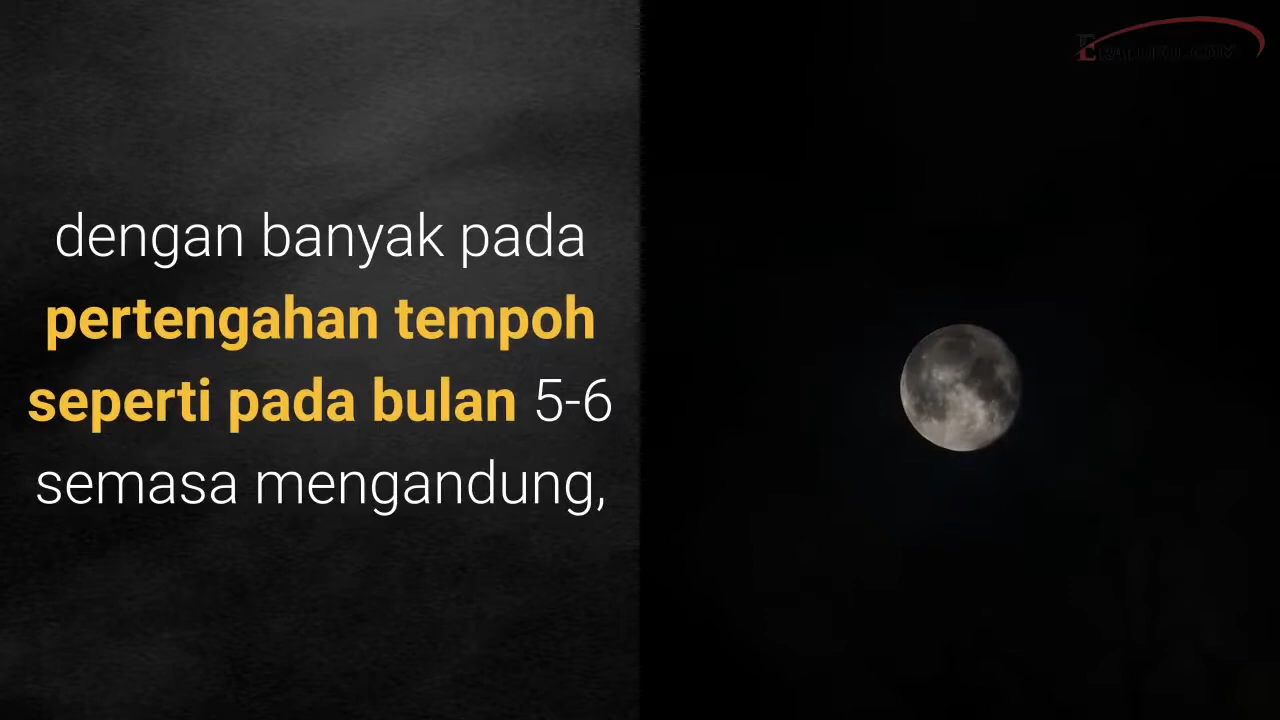 dengan banyak pada
pertengahan tempoh
seperti pada bulan 5-6
semasa mengandung,